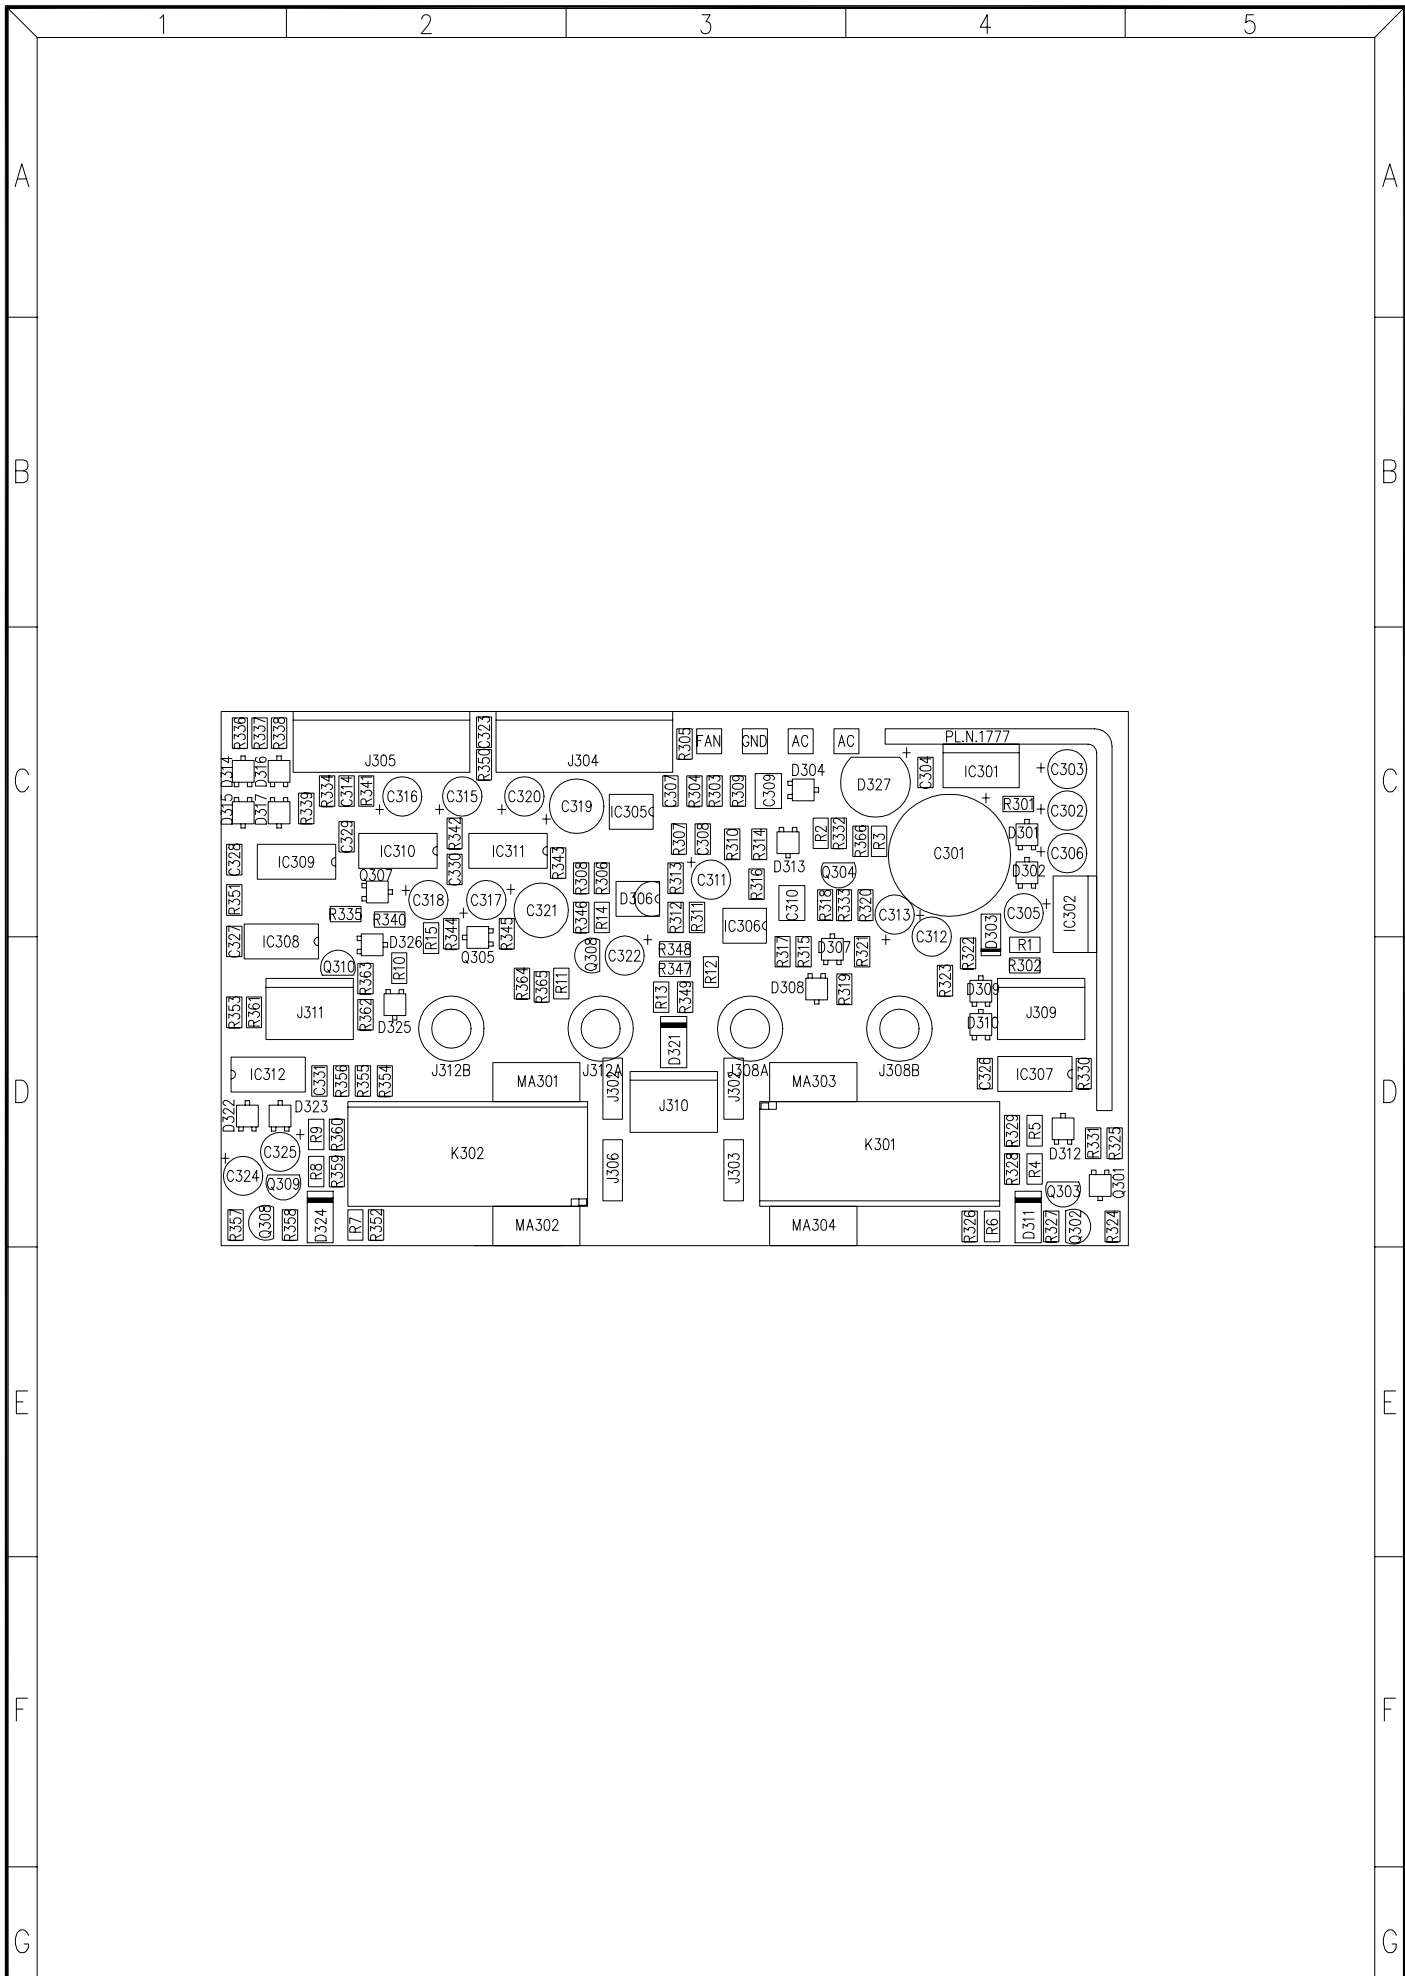 1 2 3 4 5
A A
B B
C C
D D
E E
F F
G G
R336 R337 R338 J305 C323 R350 J304 R305 FAN GND AC AC PL.N.1777
D314 D316 R334 C314 R341 C316 C315 C320 C319 IC305 C307 R304 R303 R309 C309 D304 D327 C304 IC301 C303
D315 D317 R339 C329 R342 R307 C308 R310 R314 D313 R2 R332 R366 R3 C301 R301 D301 C302
C328 IC309 IC310 C330 IC311 R343 R308 R306 R313 C311 R316 Q304 D302 C306
R351 Q307 R335 R340 C318 C317 C321 R346 R14 D306 R312 R311 IC306 C310 R318 R333 R320 C313 C312 D303 C305 IC302
C327 IC308 Q310 D326 R15 R344 Q305 R345 Q308 C322 R348 R347 R12 R317 R315 D307 R321 R322 R1 R302
R353 R361 J311 R363 R362 R10 D325 R364 R365 R11 R13 R349 D308 R319 R323 D309 D310 J309
IC312 C331 R356 R355 R354 J312B MA301 J312A J302 D321 J310 J308A J302 MA303 J308B C326 IC307 R330
D322 D323 R9 R360 K302 K301 R329 R5 D312 R331 R325
C324 C325 Q309 R8 R359 J306 J303 R328 R4 Q303 Q301
R357 Q308 R358 D324 R7 R352 MA302 MA304 R326 R6 D311 R327 Q302 R324